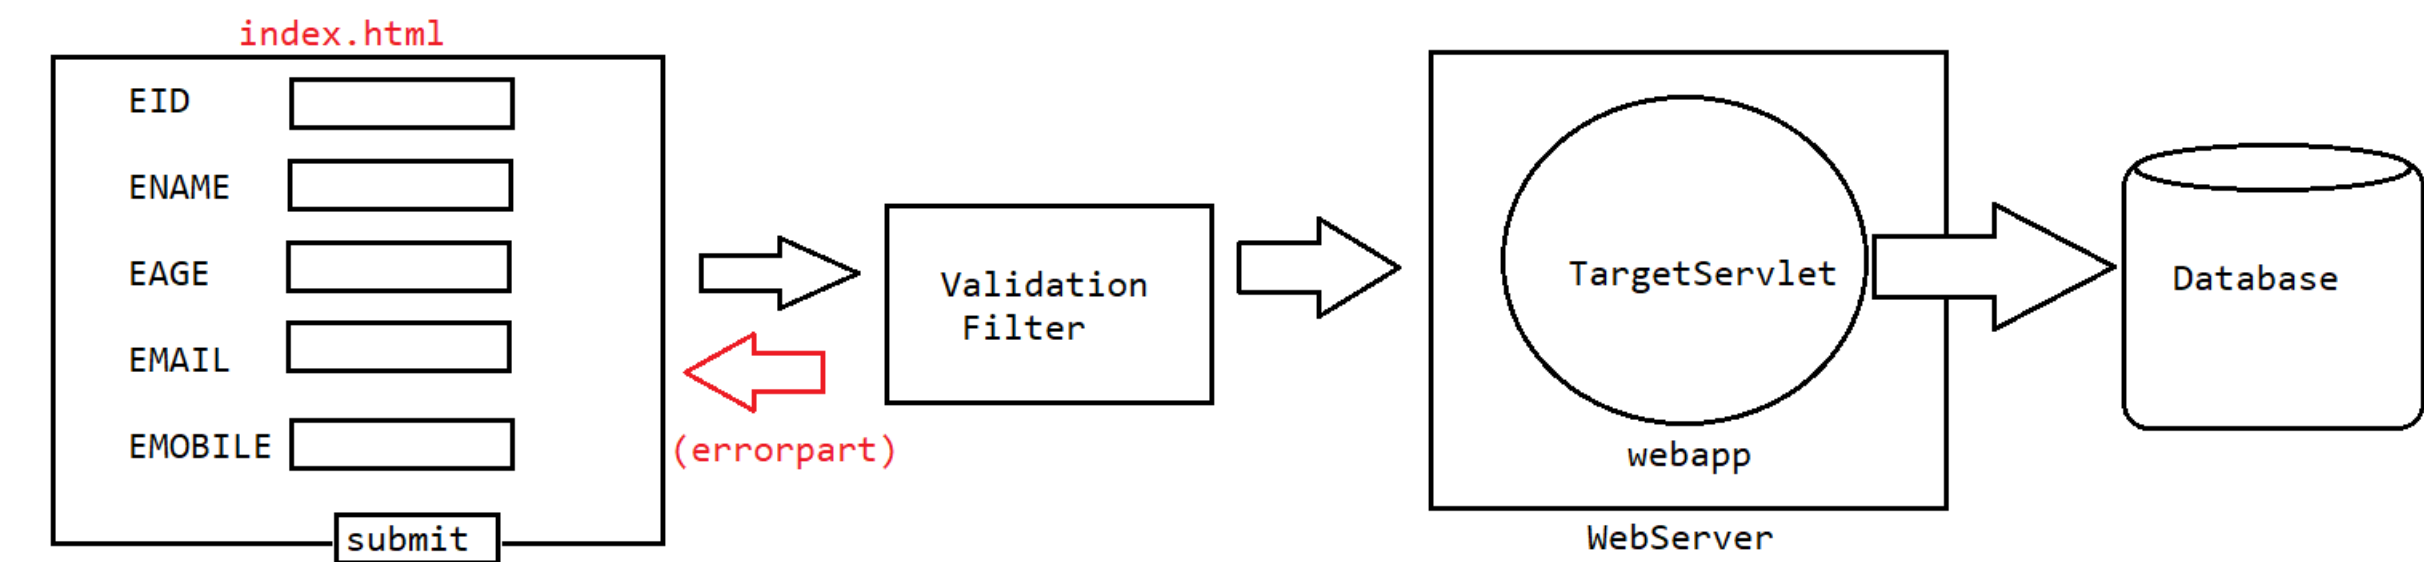 index.html
EID
ENAME
EAGE
EMAIL
EMOBILE
submit
(errorpart)
Validation
Filter
TargetServlet
webapp
WebServer
Database